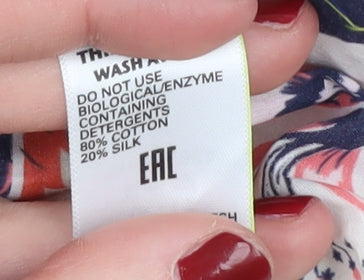 WASH
DO NOT USE
BIOLOGICAL/ENZYME
CONTAINING
DETERGENTS
80% COTTON
20% SILK
EAC